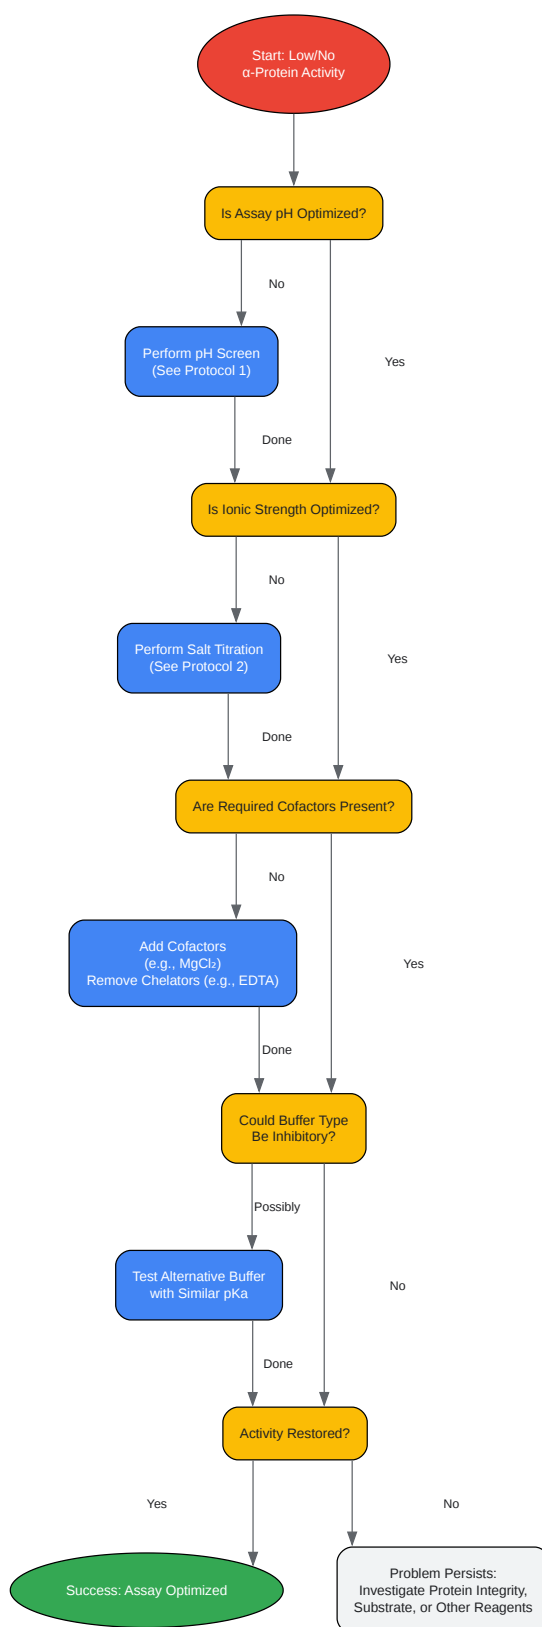 Start: Low/No
α-Protein Activity
Is Assay pH Optimized?
No
Perform pH Screen
(See Protocol 1)
Yes
Done
Is Ionic Strength Optimized?
No
Perform Salt Titration
(See Protocol 2)
Yes
Done
Are Required Cofactors Present?
No
Add Cofactors
(e.g., MgCl₂)
Remove Chelators (e.g., EDTA)
Yes
Done
Could Buffer Type
Be Inhibitory?
Possibly
Test Alternative Buffer
with Similar pKa
No
Done
Activity Restored?
Yes
No
Success: Assay Optimized
Problem Persists:
Investigate Protein Integrity,
Substrate, or Other Reagents